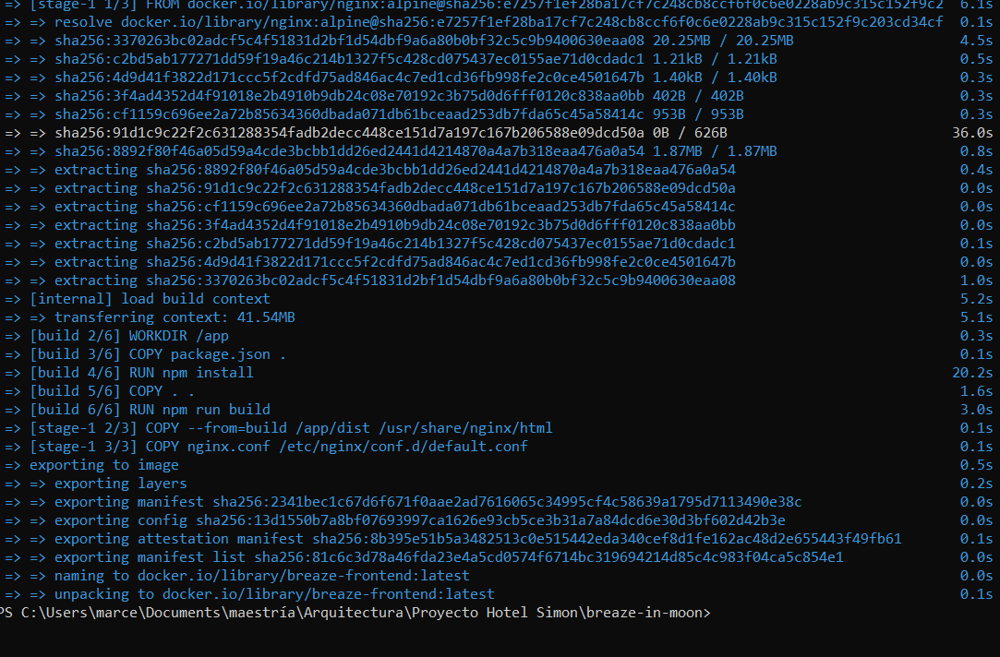 => [stage-1 1/3] FROM docker.io/library/nginx:alpine@sha256:e7257f1ef28ba17cf7c248cb8ccf6f0c6e0228ab9c315c152f9c2 6.1s
=> => resolve docker.io/library/nginx:alpine@sha256:e7257f1ef28ba17cf7c248cb8ccf6f0c6e0228ab9c315c152f9c203cd34cf 0.1s
=> => sha256:3370263bc02adcf5c4f51831d2bf1d54dbf9a6a80b0bf32c5c9b9400630eaa08 20.25MB / 20.25MB 4.5s
=> => sha256:c2bd5ab177271dd59f19a46c214b1327f5c428cd075437ec0155ae71d0cdadc1 1.21kB / 1.21kB 0.5s
=> => sha256:4d9d41f3822d171ccc5f2cdfd75ad846ac4c7ed1cd36fb998fe2c0ce4501647b 1.40kB / 1.40kB 0.3s
=> => sha256:3f4ad4352d4f91018e2b4910b9db24c08e70192c3b75d0d6fff0120c838aa0bb 402B / 402B 0.3s
=> => sha256:cf1159c696ee2a72b85634360dbada071db61bceaad253db7fda65c45a58414c 953B / 953B 0.3s
=> => sha256:91d1c9c22f2c631288354fadb2decc448ce151d7a197c167b206588e09dcd50a 0B / 626B 36.0s
=> => sha256:8892f80f46a05d59a4cde3bcbb1dd26ed2441d4214870a4a7b318eaa476a0a54 1.87MB / 1.87MB 0.8s
=> => extracting sha256:8892f80f46a05d59a4cde3bcbb1dd26ed2441d4214870a4a7b318eaa476a0a54 0.4s
=> => extracting sha256:91d1c9c22f2c631288354fadb2decc448ce151d7a197c167b206588e09dcd50a 0.0s
=> => extracting sha256:cf1159c696ee2a72b85634360dbada071db61bceaad253db7fda65c45a58414c 0.0s
=> => extracting sha256:3f4ad4352d4f91018e2b4910b9db24c08e70192c3b75d0d6fff0120c838aa0bb 0.0s
=> => extracting sha256:c2bd5ab177271dd59f19a46c214b1327f5c428cd075437ec0155ae71d0cdadc1 0.1s
=> => extracting sha256:4d9d41f3822d171ccc5f2cdfd75ad846ac4c7ed1cd36fb998fe2c0ce4501647b 0.0s
=> => extracting sha256:3370263bc02adcf5c4f51831d2bf1d54dbf9a6a80b0bf32c5c9b9400630eaa08 1.0s
=> [internal] load build context 5.2s
=> => transferring context: 41.54MB 5.1s
=> [build 2/6] WORKDIR /app 0.3s
=> [build 3/6] COPY package.json . 0.1s
=> [build 4/6] RUN npm install 20.2s
=> [build 5/6] COPY . . 1.6s
=> [build 6/6] RUN npm run build 3.0s
=> [stage-1 2/3] COPY --from=build /app/dist /usr/share/nginx/html 0.1s
=> [stage-1 3/3] COPY nginx.conf /etc/nginx/conf.d/default.conf 0.1s
=> exporting to image 0.5s
=> => exporting layers 0.2s
=> => exporting manifest sha256:2341bec1c67d6f671f0aae2ad7616065c34995cf4c58639a1795d7113490e38c 0.0s
=> => exporting config sha256:13d1550b7a8bf07693997ca1626e93cb5ce3b31a7a84dcd6e30d3bf602d42b3e 0.0s
=> => exporting attestation manifest sha256:8b395e51b5a3482513c0e515442eda340cef8d1fe162ac48d2e655443f49fb61 0.1s
=> => exporting manifest list sha256:81c6c3d78a46fda23e4a5cd0574f6714bc319694214d85c4c983f04ca5c854e1 0.0s
=> => naming to docker.io/library/breaze-frontend:latest 0.0s
=> => unpacking to docker.io/library/breaze-frontend:latest 0.1s
PS C:\Users\marce\Documents\maestría\Arquitectura\Proyecto Hotel Simon\breaze-in-moon>